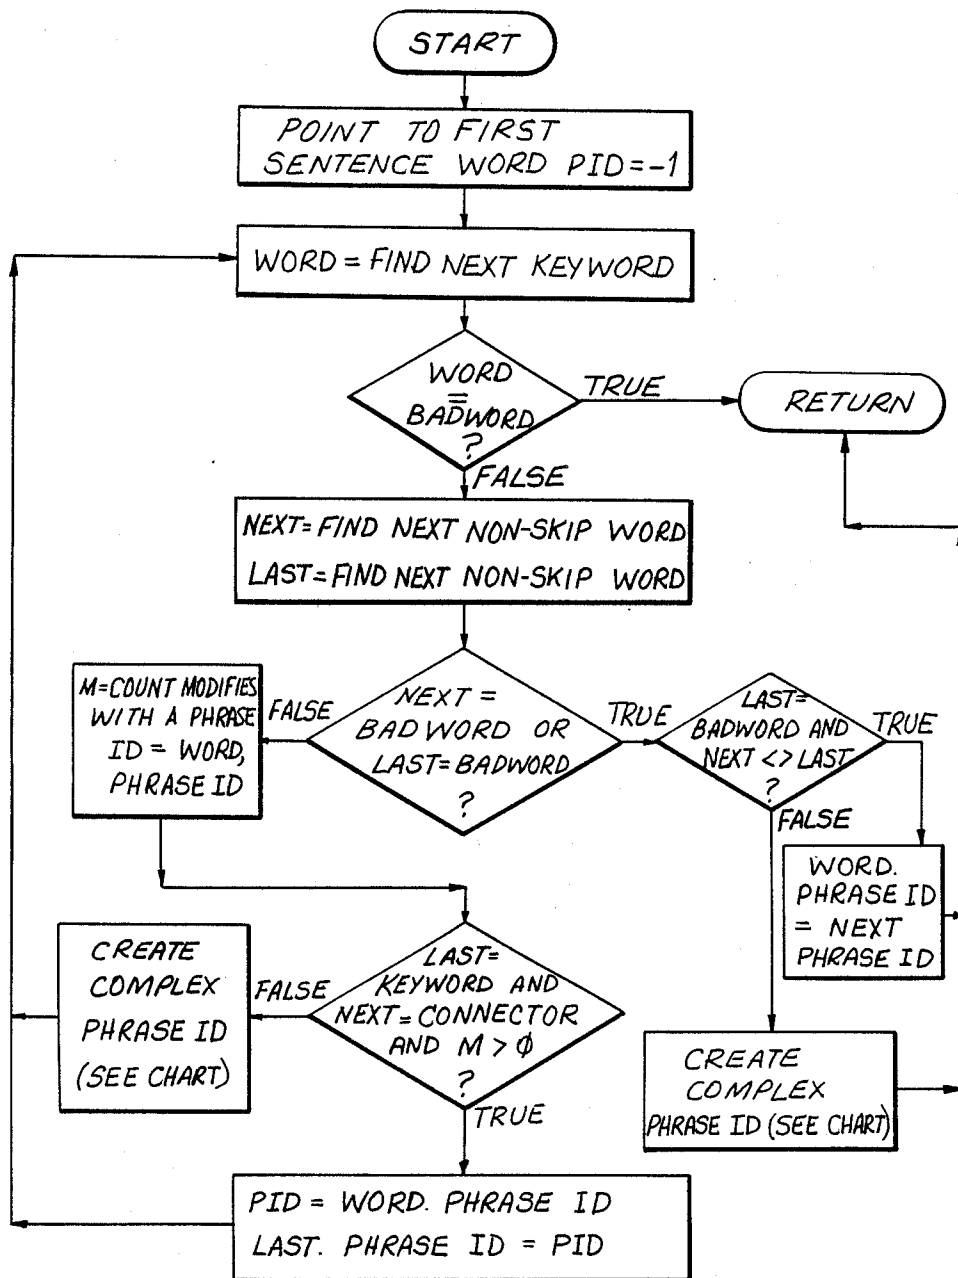 START
POINT TO FIRST
SENTENCE WORD PID=-1
WORD = FIND NEXT KEYWORD
WORD
=
BADWORD
?
TRUE
RETURN
FALSE
NEXT= FIND NEXT NON-SKIP WORD
LAST= FIND NEXT NON-SKIP WORD
M=COUNT MODIFIES
WITH A PHRASE
ID = WORD,
PHRASE ID
FALSE
NEXT =
BADWORD OR
LAST=BADWORD
?
TRUE
LAST=
BADWORD AND
NEXT <> LAST
?
TRUE
FALSE
WORD.
PHRASE ID
= NEXT
PHRASE ID
CREATE
COMPLEX
PHRASE ID
(SEE CHART)
FALSE
LAST=
KEYWORD AND
NEXT=CONNECTOR
AND M > Φ
?
TRUE
CREATE
COMPLEX
PHRASE ID (SEE CHART)
PID = WORD. PHRASE ID
LAST. PHRASE ID = PID